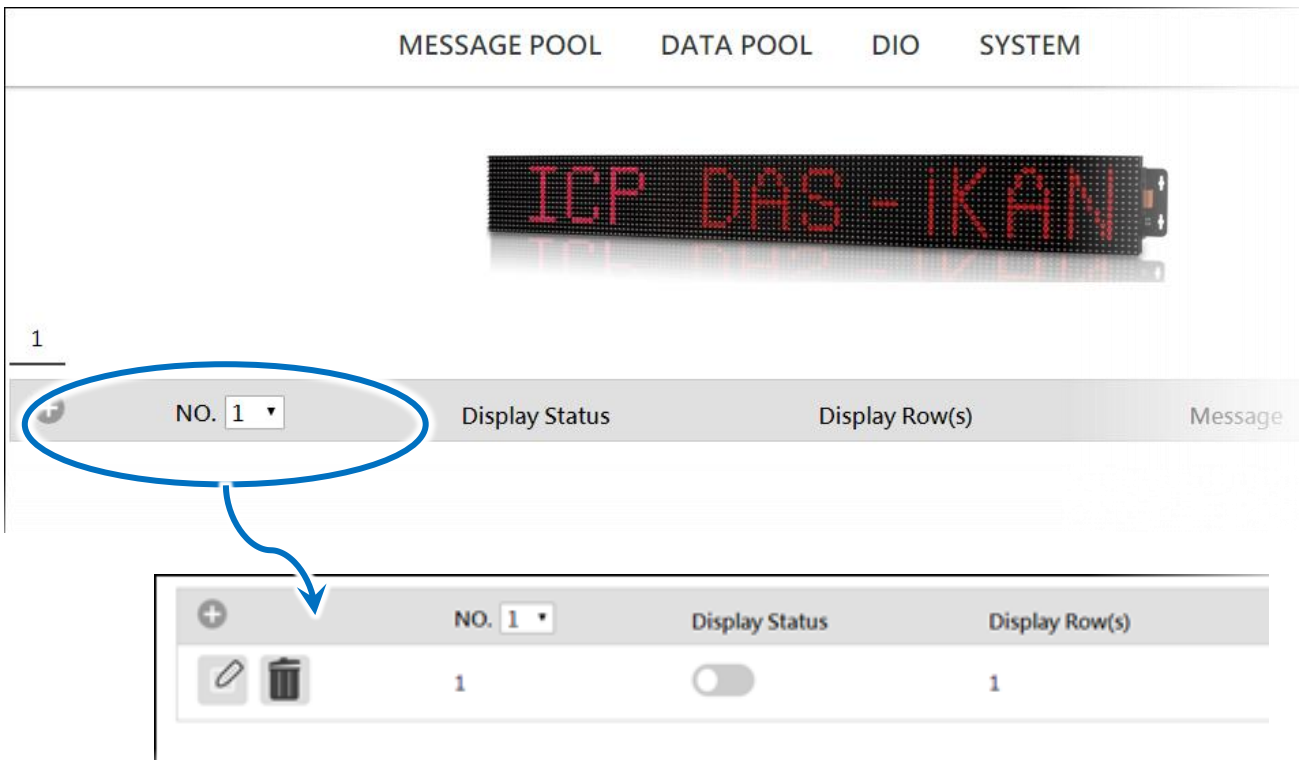 MESSAGE POOL DATA POOL DIO SYSTEM
ICP DAS - iKAN
1
NO. 1 Display Status Display Row(s) Message
NO. 1 Display Status Display Row(s)
1 1